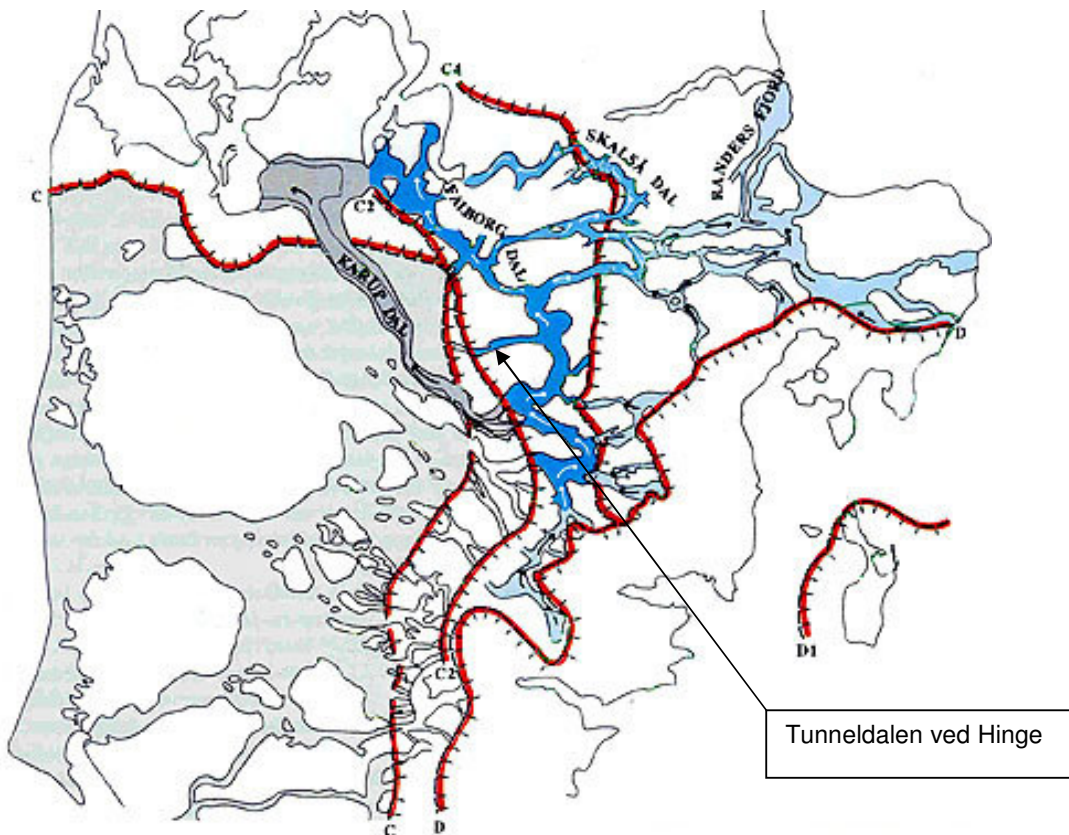 C4
SKALSÅ DAL
RANDERS FJORD
C
C2
FALBORG
DAL
KARUP DAL
D
D1
C2
Tunneldalen ved Hinge
C
D